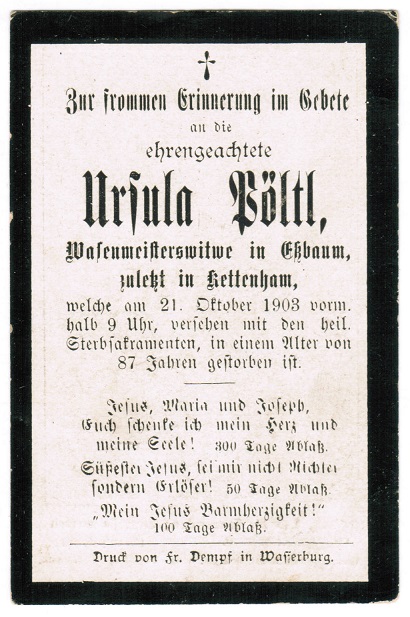 Zur frommen Erinnerung im Gebete
an die
ehrengeachtete
Ursula Pöltl,
Wasenmeisterswitwe in Eßbaum,
zuletzt in Kettenham,
welche am 21. Oktober 1903 vorm.
halb 9 Uhr, versehen mit den heil.
Sterbsakramenten, in einem Alter von
87 Jahren gestorben ist.
Jesus, Maria und Joseph,
Euch schenke ich mein Herz und
meine Seele! 300 Tage Ablaß.
Süßester Jesus, sei mir nicht Richter
sondern Erlöser! 50 Tage Ablaß.
„Mein Jesus Barmherzigkeit!"
100 Tage Ablaß.
Druck von Fr. Dempf in Wasserburg.